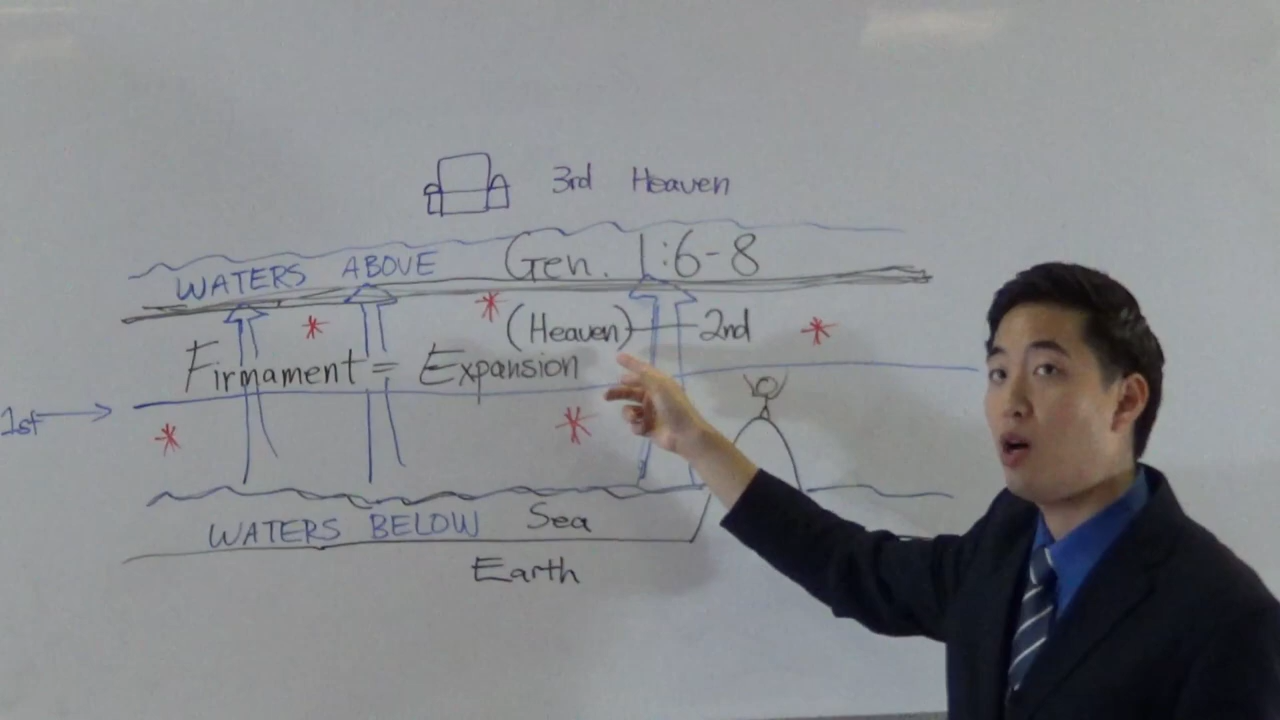 3rd Heaven
WATERS ABOVE Gen. 1:6-8
(Heaven) 2nd
Firmament = Expansion
1st
WATERS BELOW Sea
Earth